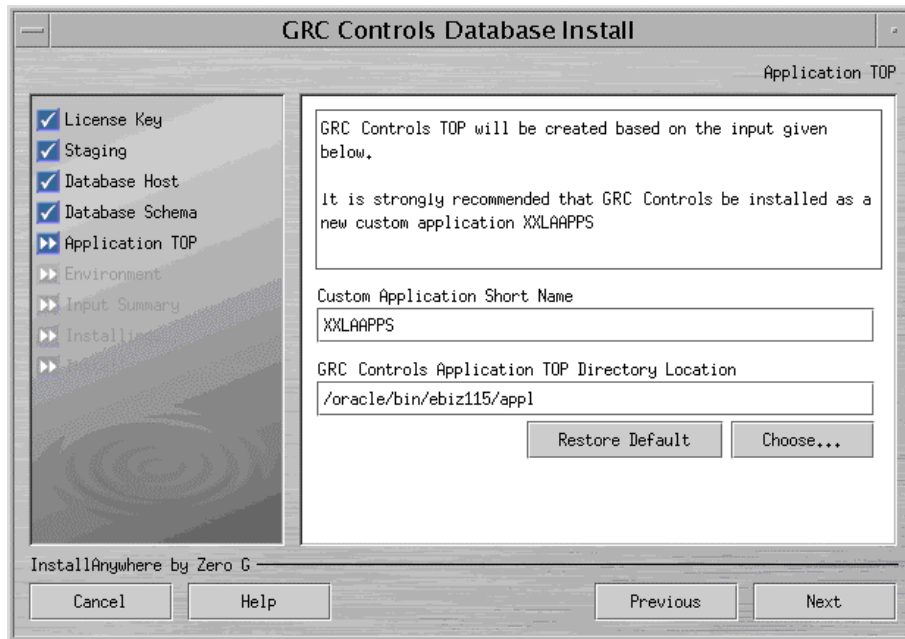 GRC Controls Database Install
Application TOP
License Key
Staging
Database Host
Database Schema
Application TOP
Environment
Input Summary
Installing
GRC Controls TOP will be created based on the input given
below.
It is strongly recommended that GRC Controls be installed as a
new custom application XXLAAPPS
Custom Application Short Name
XXLAAPPS
GRC Controls Application TOP Directory Location
/oracle/bin/ebiz115/appl
Restore Default
Choose...
InstallAnywhere by Zero G
Cancel
Help
Previous
Next